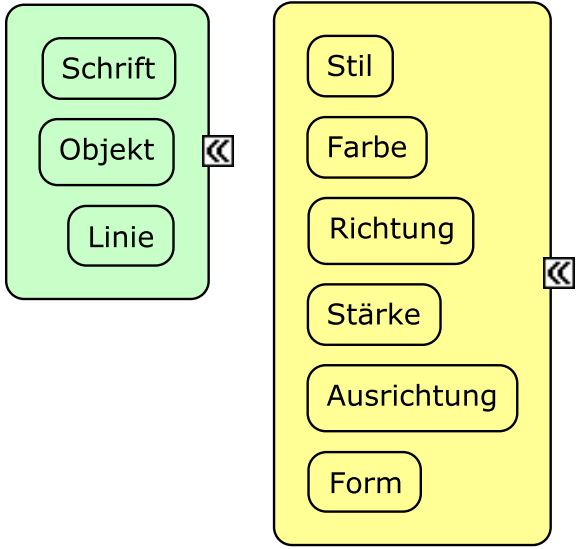 Schrift
Objekt
Linie
Stil
Farbe
Richtung
Stärke
Ausrichtung
Form